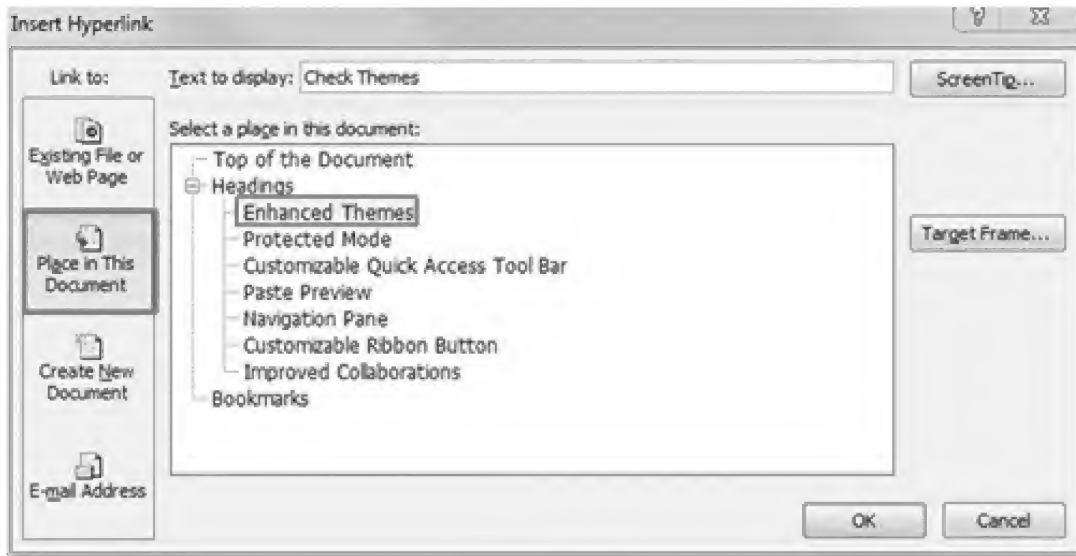 Insert Hyperlink
Link to:
Text to display: Check Themes
ScreenTip...
Select a place in this document:
Existing File or
Web Page
Place in This
Document
Create New
Document
E-mail Address
Top of the Document
Headings
Enhanced Themes
Protected Mode
Customizable Quick Access Tool Bar
Paste Preview
Navigation Pane
Customizable Ribbon Button
Improved Collaborations
Bookmarks
Target Frame...
OK
Cancel